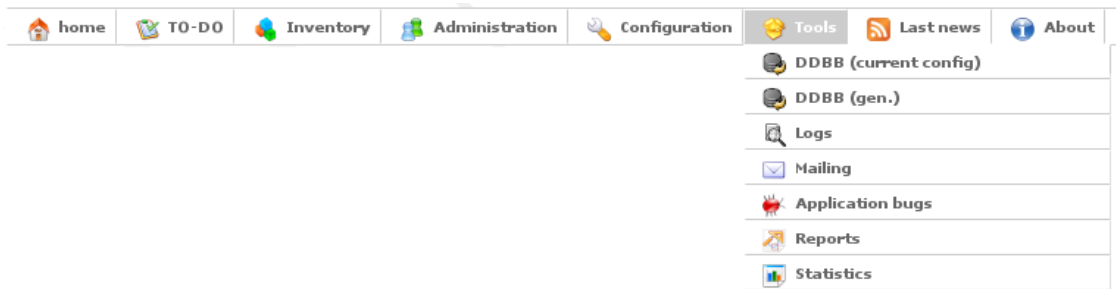 home TO-DO Inventory Administration Configuration Tools Last news About
DDBB (current config)
DDBB (gen.)
Logs
Mailing
Application bugs
Reports
Statistics